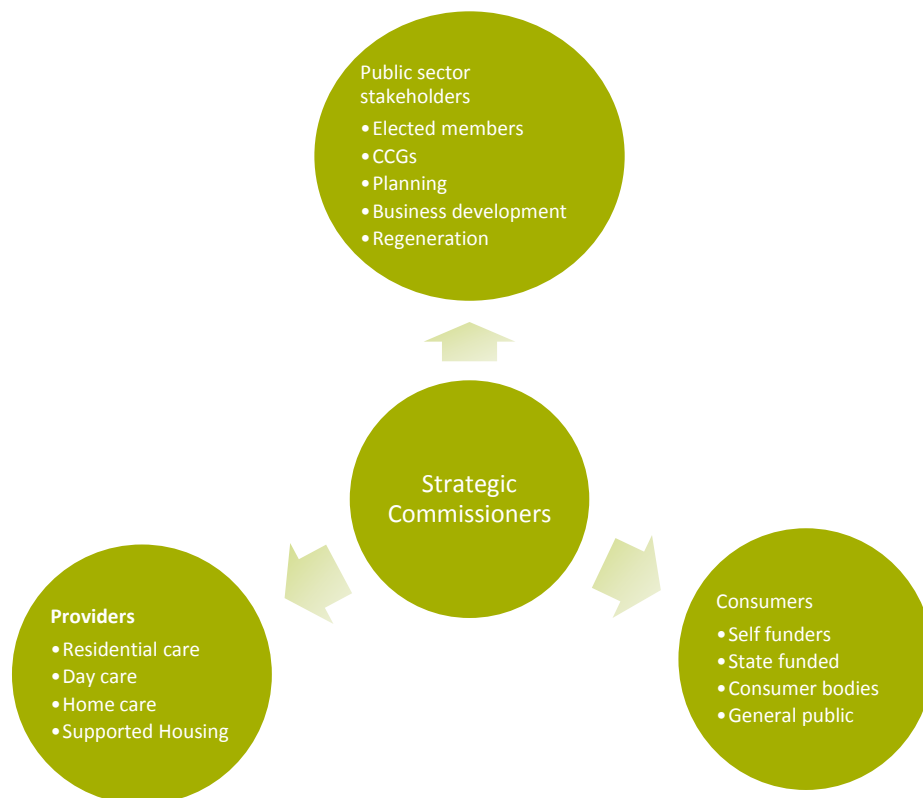 Public sector
stakeholders
•Elected members
•CCGs
•Planning
•Business development
•Regeneration
Strategic
Commissioners
Providers
•Residential care
•Day care
•Home care
•Supported Housing
Consumers
•Self funders
•State funded
•Consumer bodies
•General public